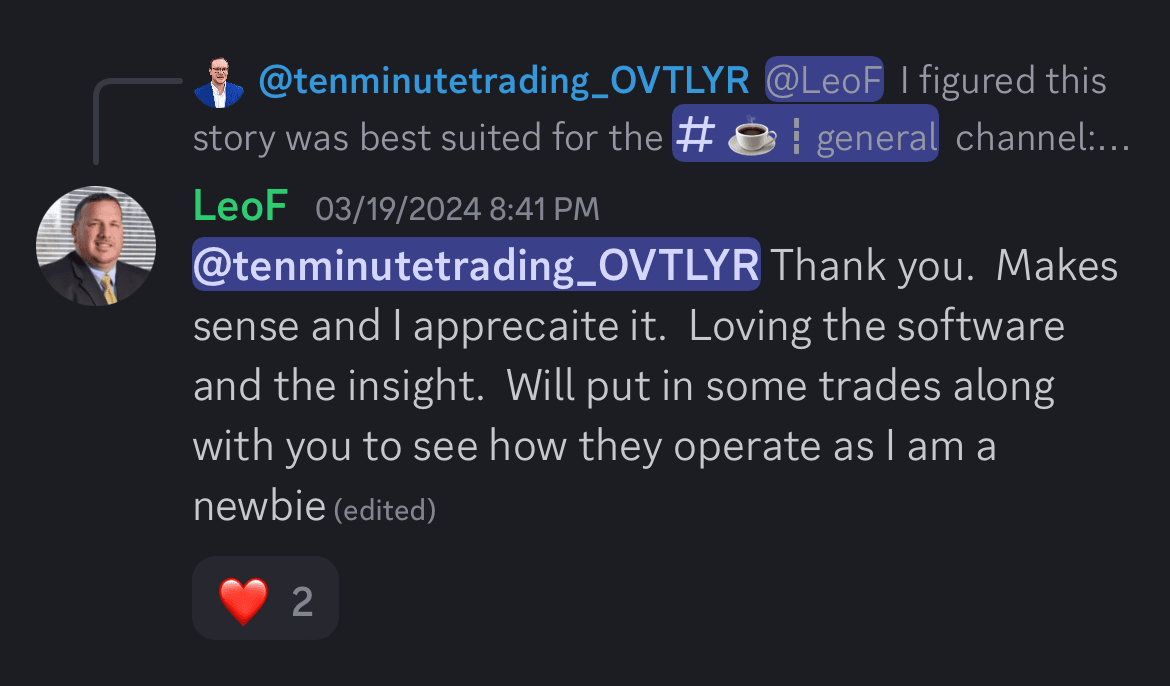 @tenminutetrading_OVTLYR @LeoF I figured this
story was best suited for the # ☕┋general channel:...
LeoF 03/19/2024 8:41 PM
@tenminutetrading_OVTLYR Thank you. Makes
sense and I apprecaite it. Loving the software
and the insight. Will put in some trades along
with you to see how they operate as I am a
newbie (edited)
❤️ 2